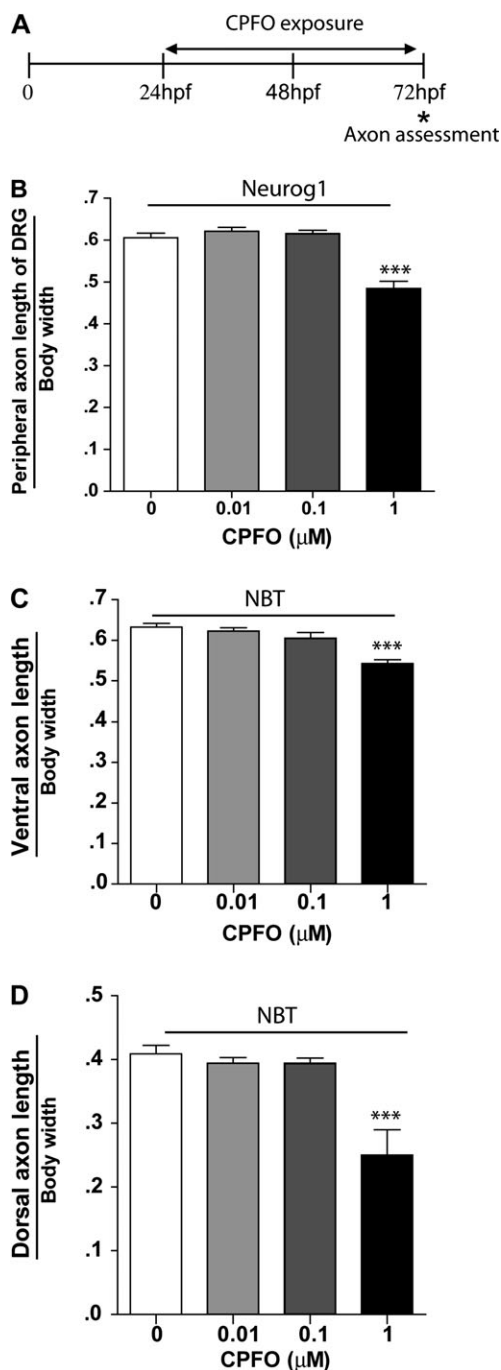 A
CPFO exposure
0 24hpf 48hpf 72hpf
*
Axon assessment
B
Neurog1
Peripheral axon length of DRG
Body width
.7
.6
.5
.4
.3
.2
.1
.0
***
0 0.01 0.1 1
CPFO (μM)
C
NBT
Ventral axon length
Body width
.7
.6
.5
.4
.3
.2
.1
.0
***
0 0.01 0.1 1
CPFO (μM)
D
NBT
Dorsal axon length
Body width
.5
.4
.3
.2
.1
.0
***
0 0.01 0.1 1
CPFO (μM)